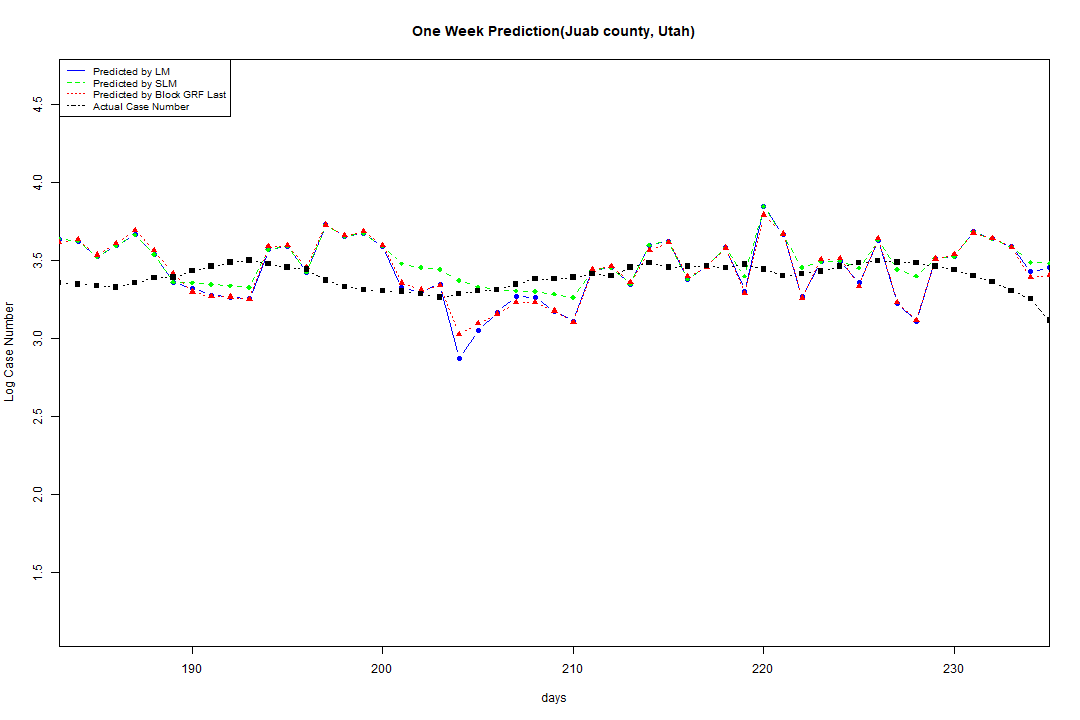 One Week Prediction(Juab county, Utah)
Predicted by LM
Predicted by SLM
Predicted by Block GRF Last
Actual Case Number
4.5
4.0
3.5
3.0
2.5
2.0
1.5
Log Case Number
190
200
210
220
230
days